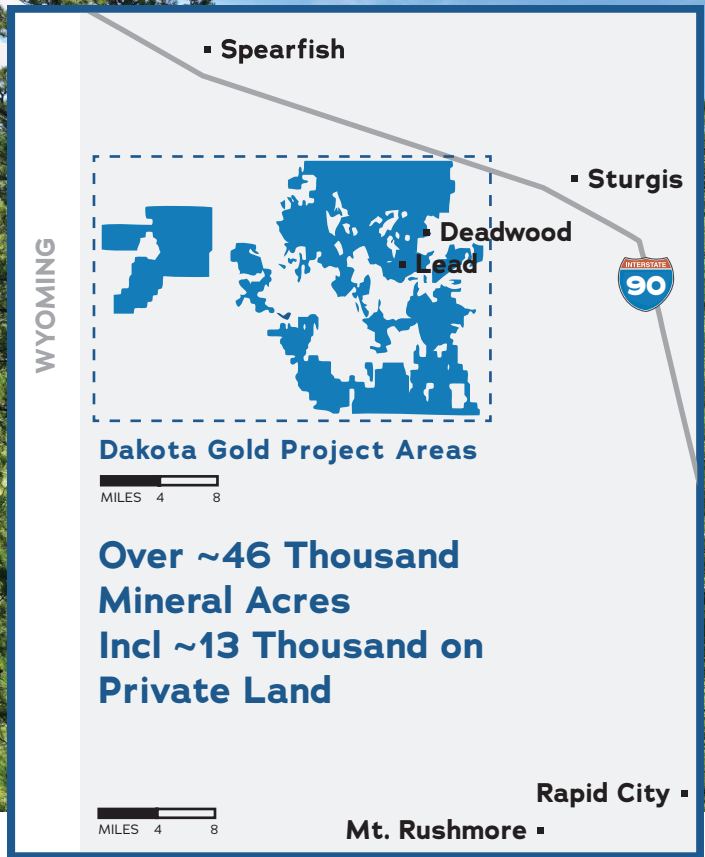 Spearfish
Sturgis
Deadwood
Lead
INTERSTATE
90
WYOMING
Dakota Gold Project Areas
MILES 4 8
Over ~46 Thousand
Mineral Acres
Incl ~13 Thousand on
Private Land
Rapid City
MILES 4 8
Mt. Rushmore